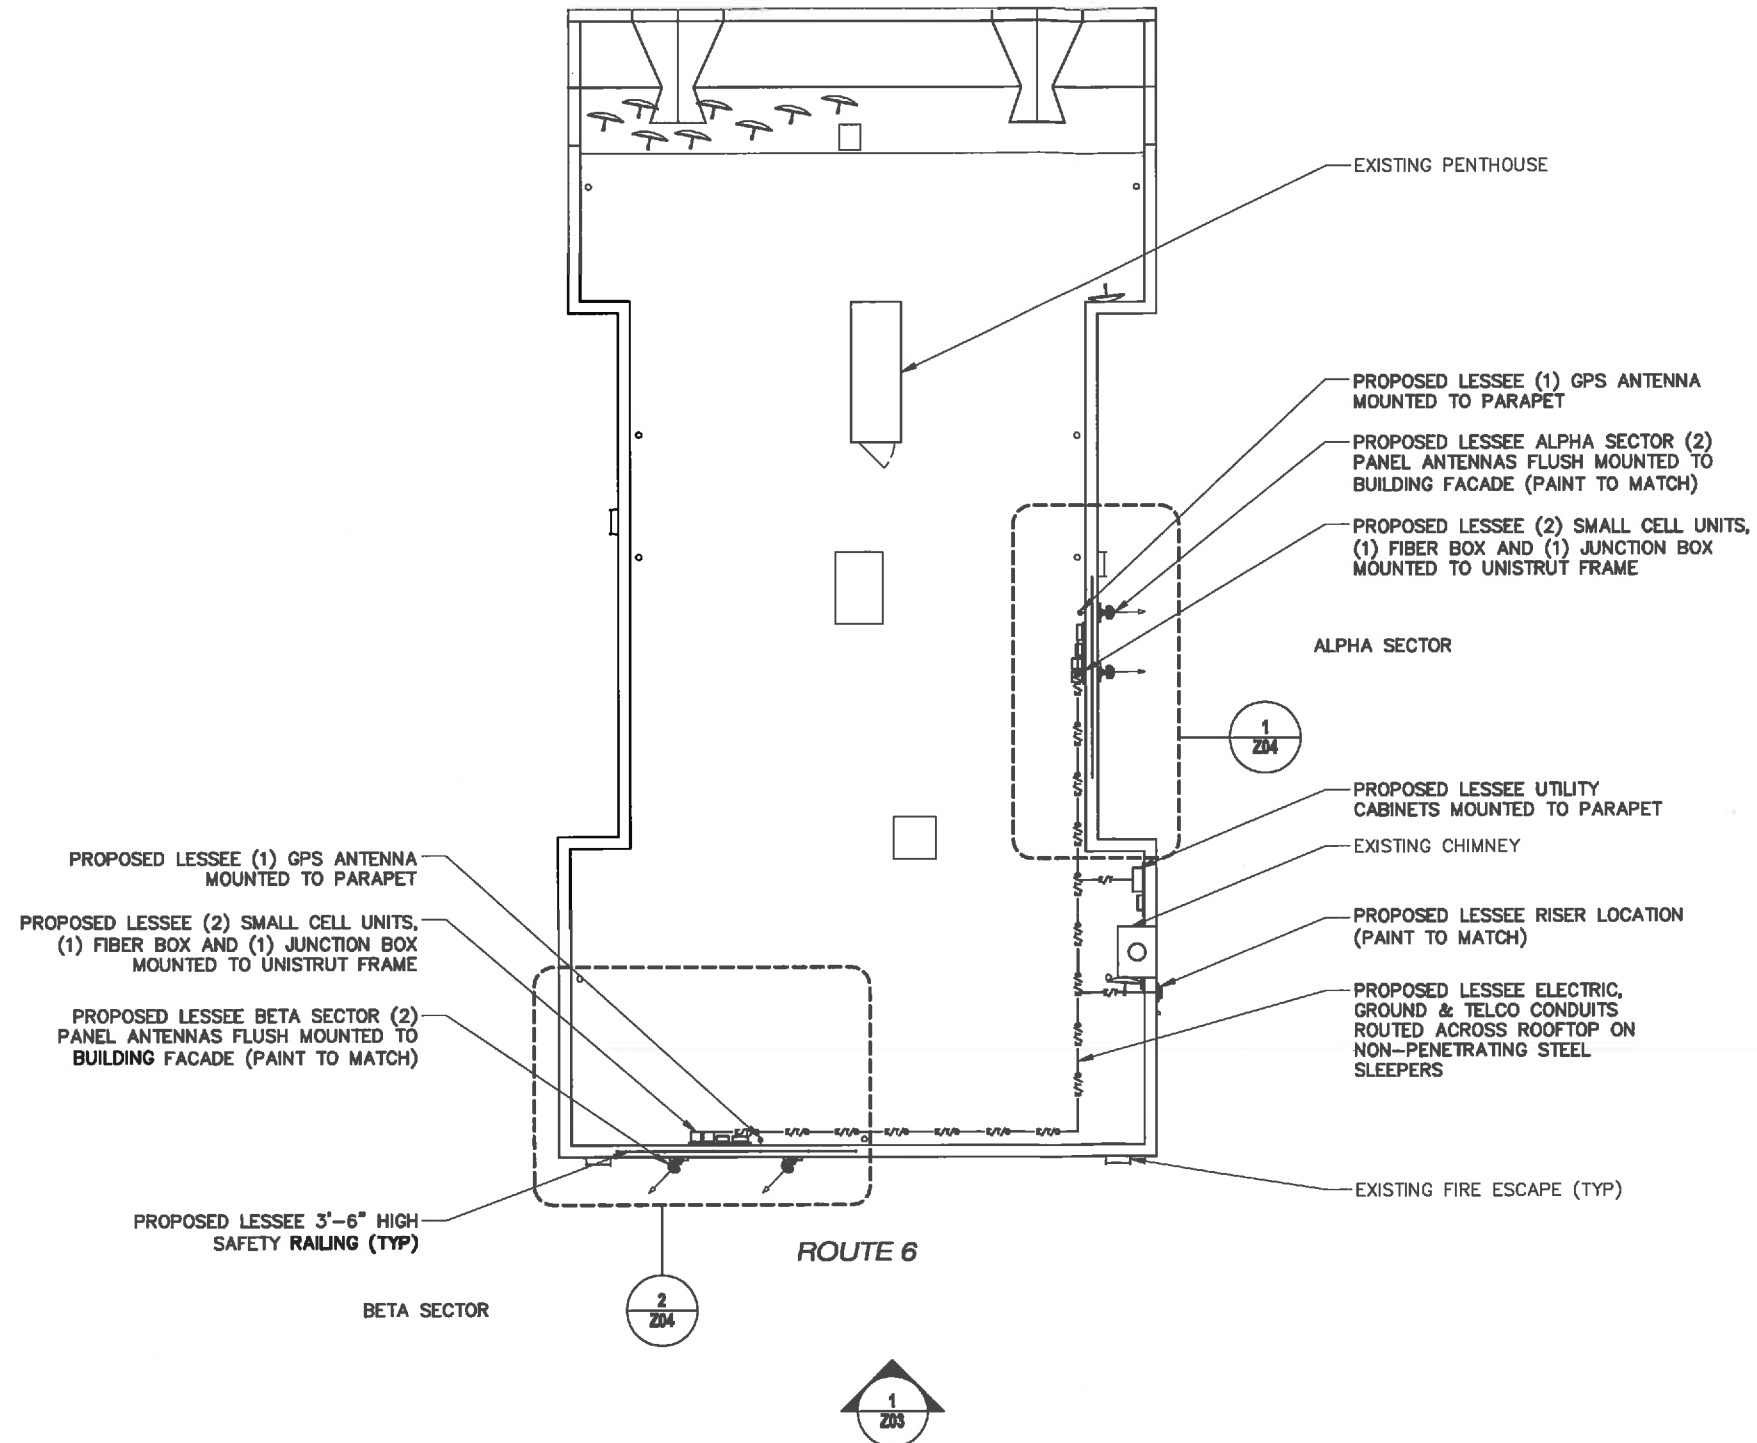 EXISTING PENTHOUSE
PROPOSED LESSEE (1) GPS ANTENNA
MOUNTED TO PARAPET
PROPOSED LESSEE ALPHA SECTOR (2)
PANEL ANTENNAS FLUSH MOUNTED TO
BUILDING FACADE (PAINT TO MATCH)
PROPOSED LESSEE (2) SMALL CELL UNITS,
(1) FIBER BOX AND (1) JUNCTION BOX
MOUNTED TO UNISTRUT FRAME
ALPHA SECTOR
1
Z04
PROPOSED LESSEE UTILITY
CABINETS MOUNTED TO PARAPET
EXISTING CHIMNEY
PROPOSED LESSEE RISER LOCATION
(PAINT TO MATCH)
PROPOSED LESSEE ELECTRIC,
GROUND & TELCO CONDUITS
ROUTED ACROSS ROOFTOP ON
NON-PENETRATING STEEL
SLEEPERS
EXISTING FIRE ESCAPE (TYP)
PROPOSED LESSEE (1) GPS ANTENNA
MOUNTED TO PARAPET
PROPOSED LESSEE (2) SMALL CELL UNITS,
(1) FIBER BOX AND (1) JUNCTION BOX
MOUNTED TO UNISTRUT FRAME
PROPOSED LESSEE BETA SECTOR (2)
PANEL ANTENNAS FLUSH MOUNTED TO
BUILDING FACADE (PAINT TO MATCH)
PROPOSED LESSEE 3'-6" HIGH
SAFETY RAILING (TYP)
ROUTE 6
BETA SECTOR
2
Z04
1
Z03